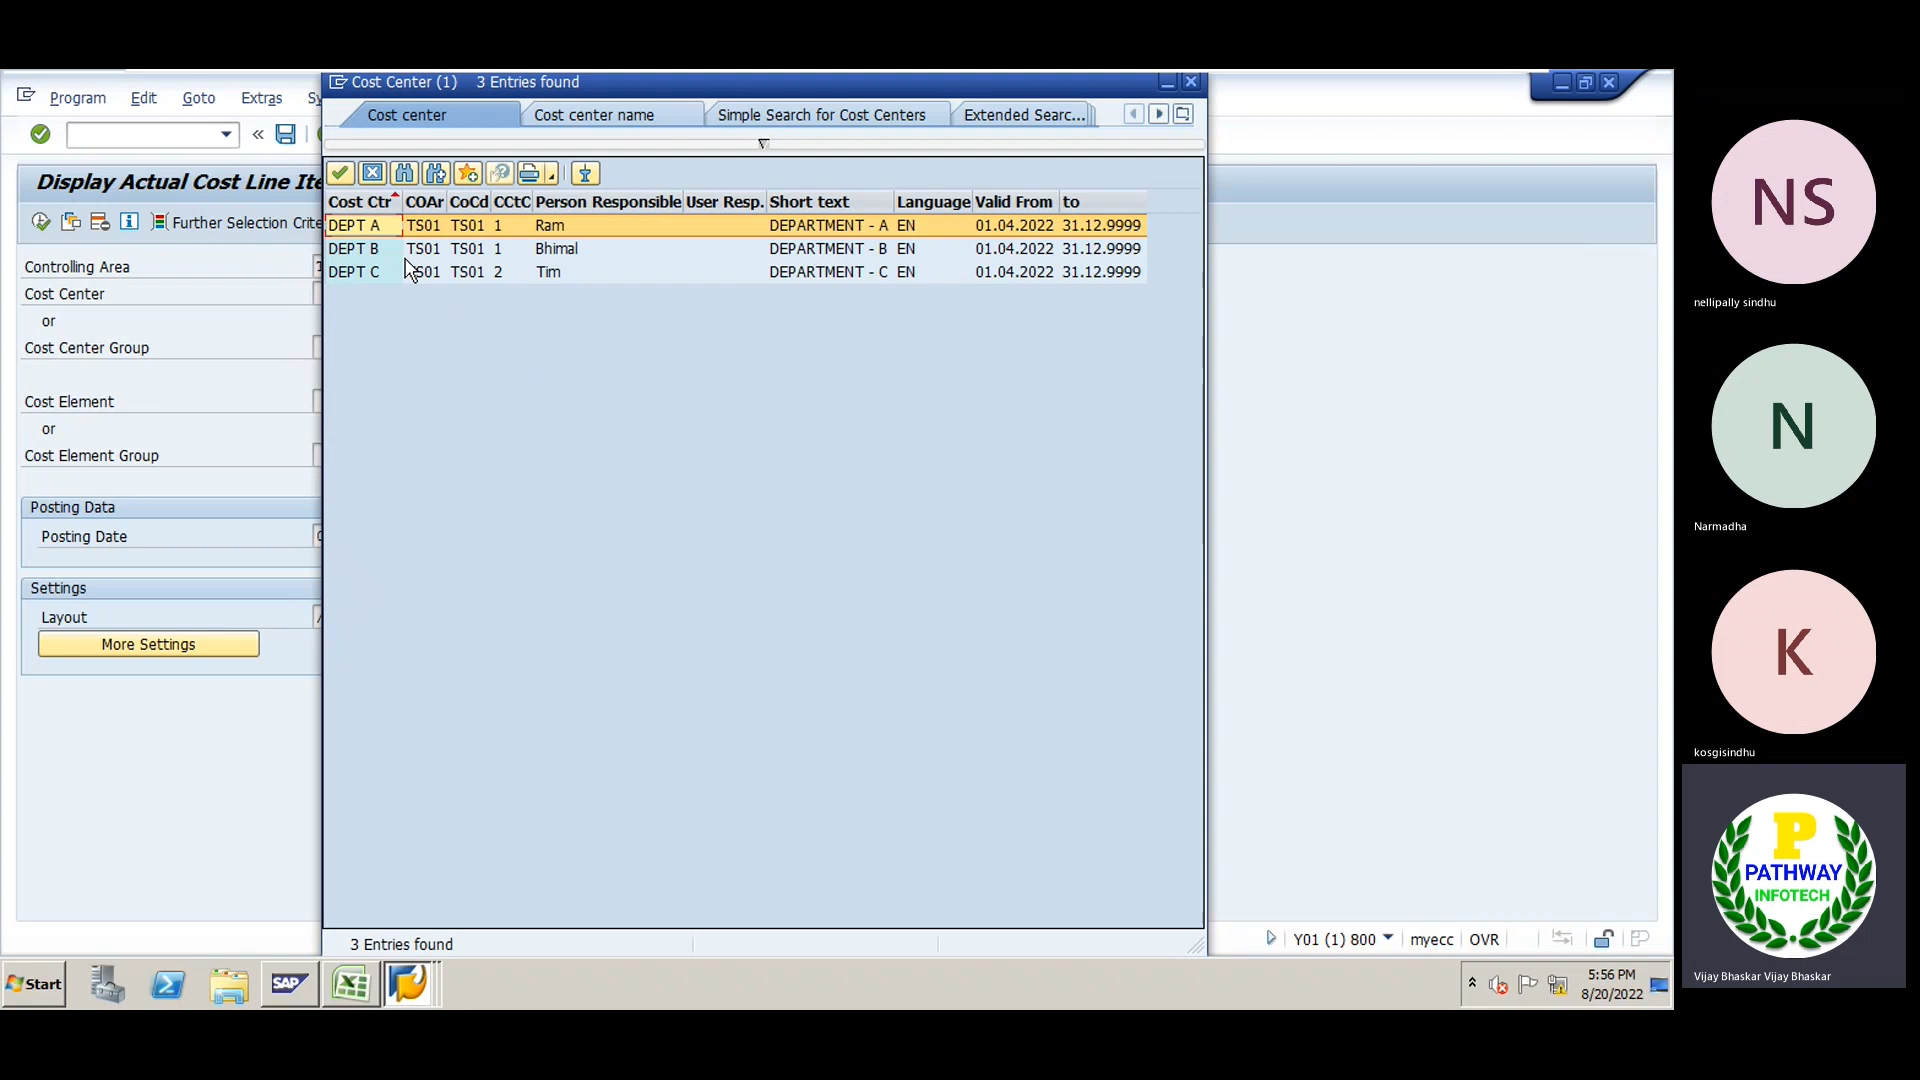 Cost Center (1) 3 Entries found
Program Edit Goto Extras
Cost center Cost center name Simple Search for Cost Centers Extended Searc...
Display Actual Cost Line Ite
Further Selection Crite
Cost Ctr COAr CoCd CCtC Person Responsible User Resp. Short text Language Valid From to
DEPT A TS01 TS01 1 Ram DEPARTMENT - A EN 01.04.2022 31.12.9999
DEPT B TS01 TS01 1 Bhimal DEPARTMENT - B EN 01.04.2022 31.12.9999
DEPT C S01 TS01 2 Tim DEPARTMENT - C EN 01.04.2022 31.12.9999
Controlling Area
Cost Center
or
Cost Center Group
Cost Element
or
Cost Element Group
Posting Data
Posting Date
Settings
Layout
More Settings
3 Entries found
Y01 (1) 800 myecc OVR
Start
SAP
5:56 PM
8/20/2022
NS
nellipally sindhu
N
Narmadha
K
kosgisindhu
P
PATHWAY
INFOTECH
Vijay Bhaskar Vijay Bhaskar